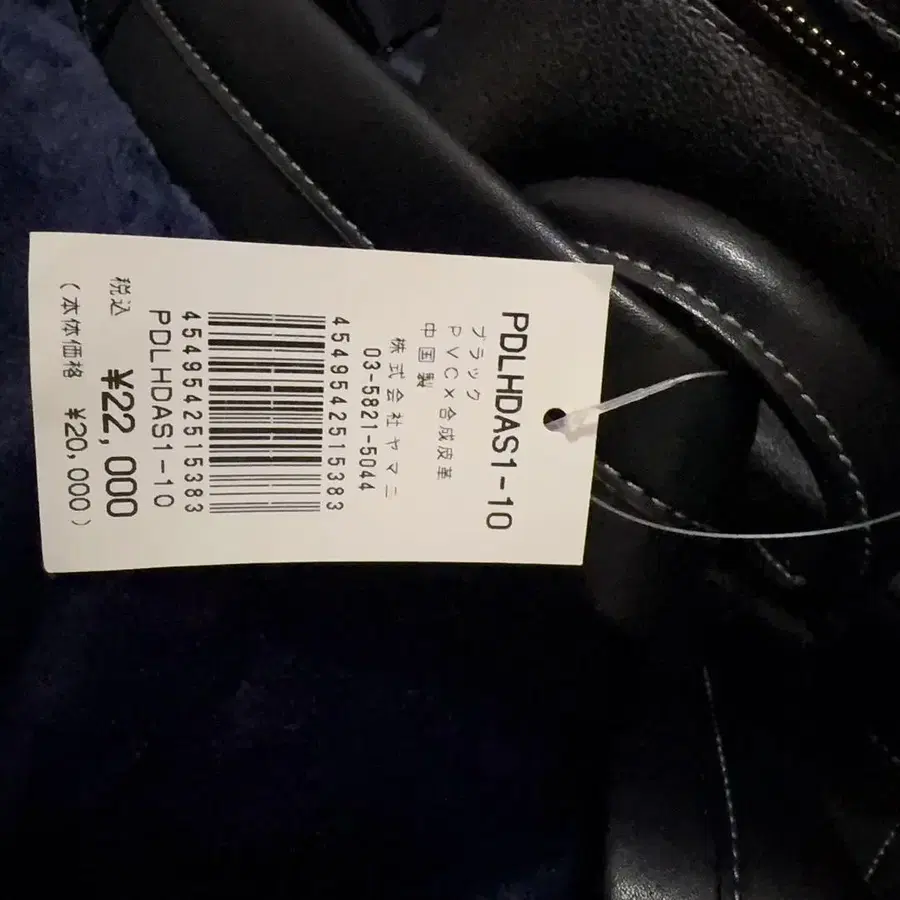 PDLHDAS1-10
ブラック
PVC×合成皮革
中国製
株式会社ヤマニ
03-5821-5044
4549542515383
4549542515383
PDLHDAS1-10
税込 ¥22,000
(本体価格 ¥20,000)